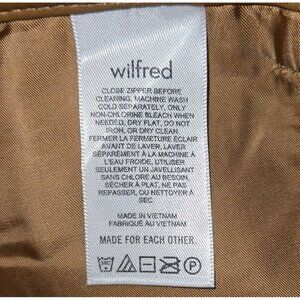 wilfred
CLOSE ZIPPER BEFORE
CLEANING, MACHINE WASH
COLD SEPARATELY, ONLY
NON-CHLORINE BLEACH WHEN
NEEDED, DRY FLAT, DO NOT
IRON, OR DRY CLEAN.
FERMER LA FERMETURE ÉCLAIR
AVANT DE LAVER, LAVER
SÉPARÉMENT À LA MACHINE À
L'EAU FROIDE, UTILISER
SEULEMENT UN JAVELLISANT
SANS CHLORE AU BESOIN,
SÉCHER À PLAT, NE PAS
REPASSER, OU NETTOYER À
SEC.
MADE IN VIETNAM
FABRIQUÉ AU VIETNAM
MADE FOR EACH OTHER.
30C
P